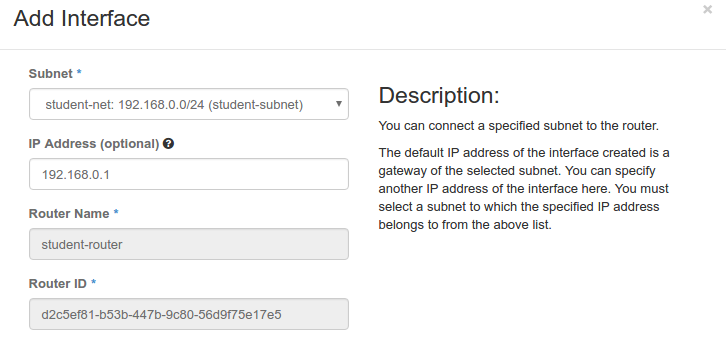 Add Interface
×
Subnet *
student-net: 192.168.0.0/24 (student-subnet)
IP Address (optional)
192.168.0.1
Router Name *
student-router
Router ID *
d2c5ef81-b53b-447b-9c80-56d9f75e17e5
Description:
You can connect a specified subnet to the router.
The default IP address of the interface created is a
gateway of the selected subnet. You can specify
another IP address of the interface here. You must
select a subnet to which the specified IP address
belongs to from the above list.